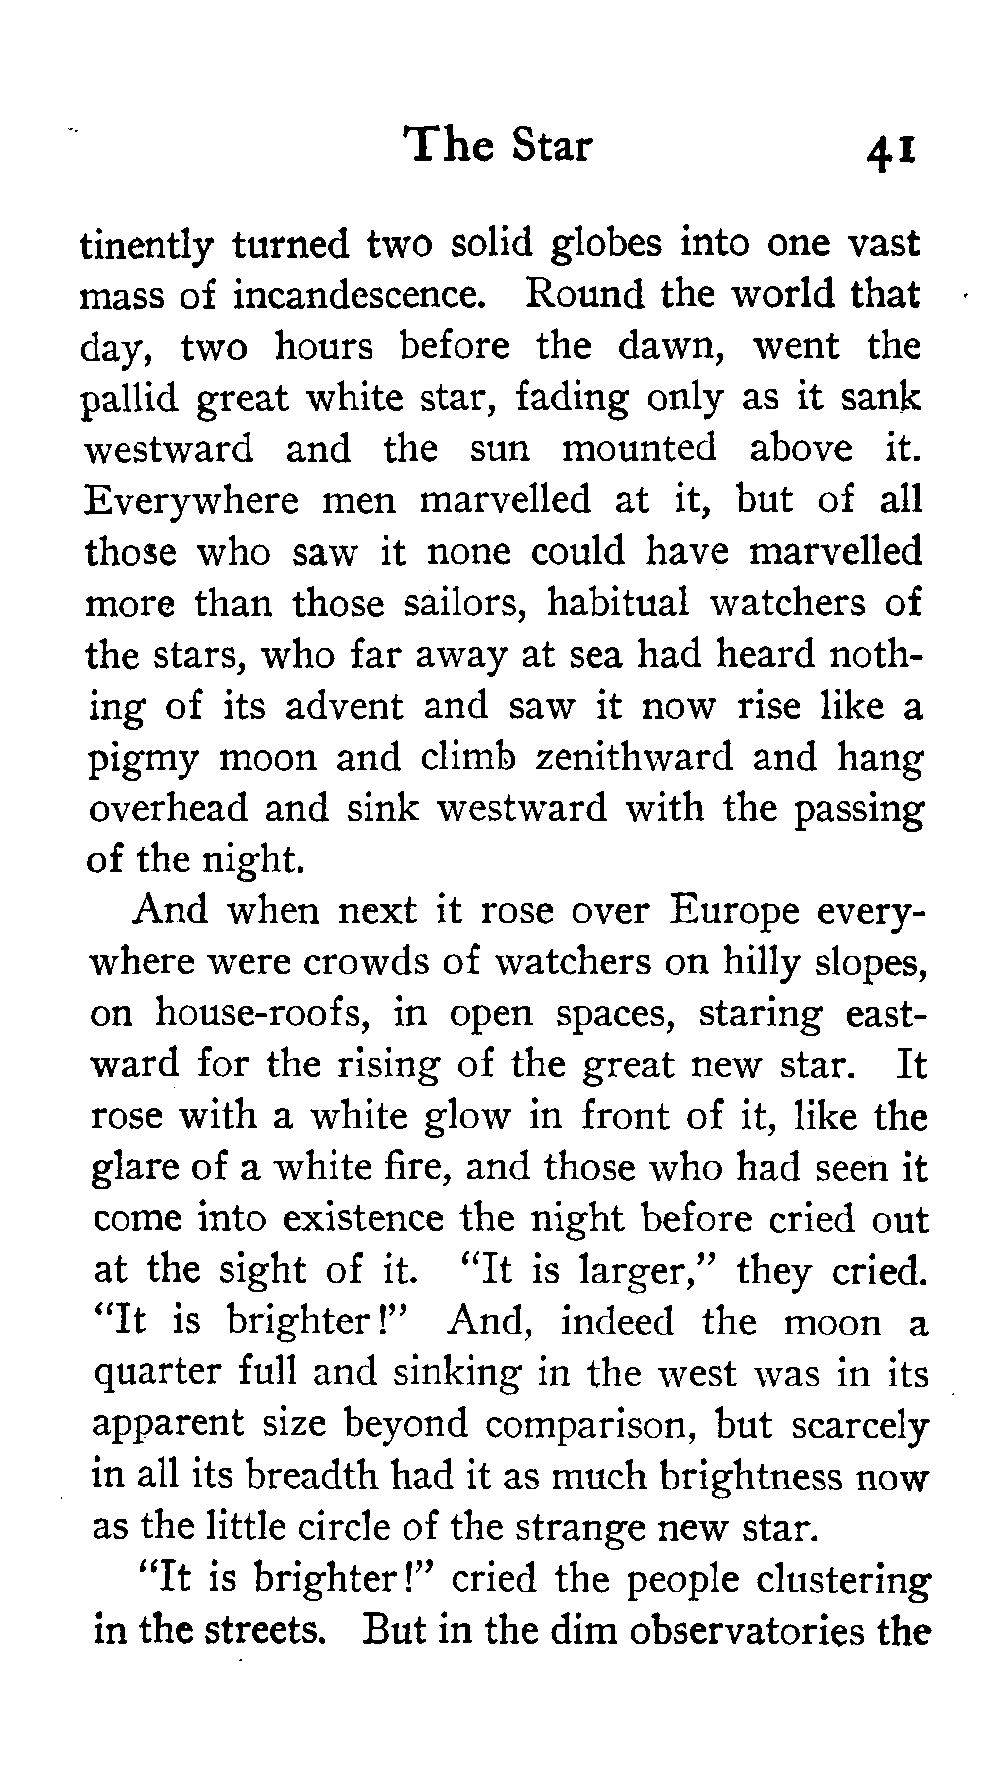 The Star 41
tinently turned two solid globes into one vast
mass of incandescence. Round the world that
day, two hours before the dawn, went the
pallid great white star, fading only as it sank
westward and the sun mounted above it.
Everywhere men marvelled at it, but of all
those who saw it none could have marvelled
more than those sailors, habitual watchers of
the stars, who far away at sea had heard noth-
ing of its advent and saw it now rise like a
pigmy moon and climb zenithward and hang
overhead and sink westward with the passing
of the night.
And when next it rose over Europe every-
where were crowds of watchers on hilly slopes,
on house-roofs, in open spaces, staring east-
ward for the rising of the great new star. It
rose with a white glow in front of it, like the
glare of a white fire, and those who had seen it
come into existence the night before cried out
at the sight of it. “It is larger,” they cried.
“It is brighter!” And, indeed the moon a
quarter full and sinking in the west was in its
apparent size beyond comparison, but scarcely
in all its breadth had it as much brightness now
as the little circle of the strange new star.
“It is brighter!” cried the people clustering
in the streets. But in the dim observatories the